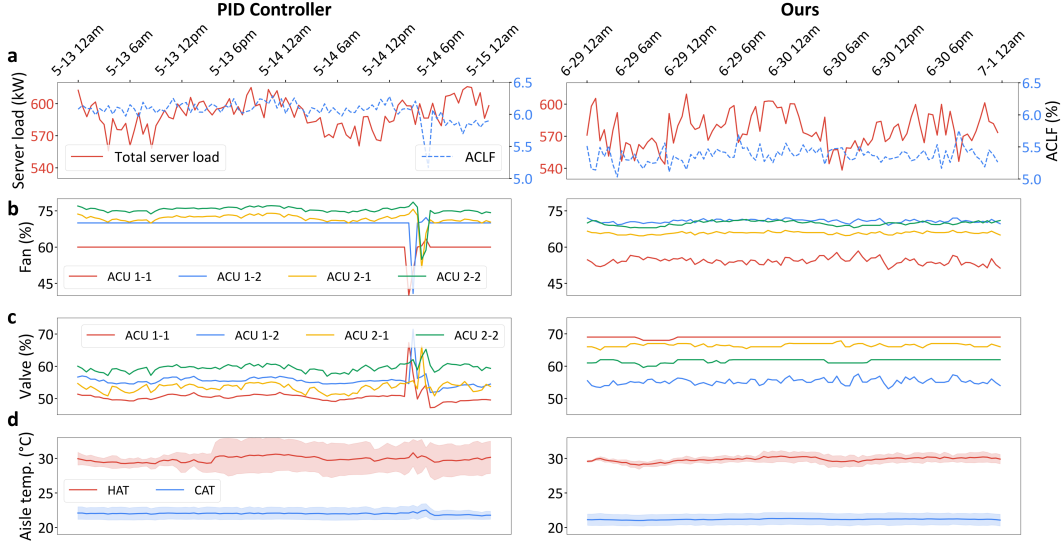 PID Controller
Ours
5-13 12am
5-13 6am
5-13 12pm
5-13 6pm
5-14 12am
5-14 6am
5-14 12pm
5-14 6pm
5-15 12am
6-29 12am
6-29 6am
6-29 12pm
6-29 6pm
6-30 12am
6-30 6am
6-30 12pm
6-30 6pm
7-1 12am
a
Server load (kW)
600
570
540
Total server load
ACLF
6.5
6.0
5.5
5.0
600
570
540
6.5
6.0
5.5
5.0
ACLF (%)
b
Fan (%)
75
60
45
ACU 1-1
ACU 1-2
ACU 2-1
ACU 2-2
75
60
45
c
Valve (%)
70
60
50
ACU 1-1
ACU 1-2
ACU 2-1
ACU 2-2
70
60
50
d
Aisle temp. (°C)
30
25
20
HAT
CAT
30
25
20